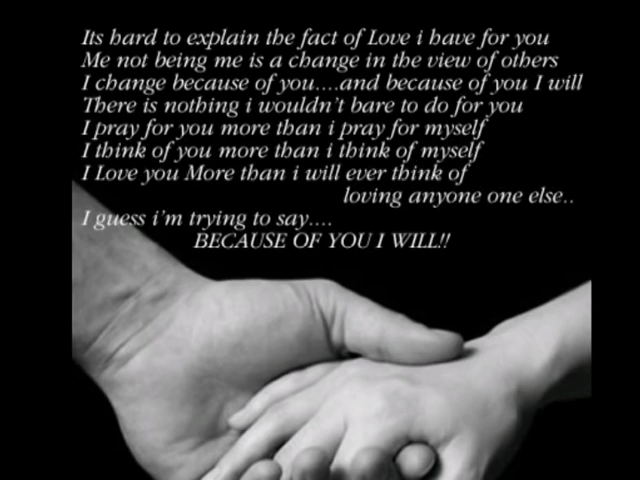 Its hard to explain the fact of Love i have for you
Me not being me is a change in the view of others
I change because of you....and because of you I will
There is nothing i wouldn't bare to do for you
I pray for you more than i pray for myself
I think of you more than i think of myself
I Love you More than i will ever think of
loving anyone one else..
I guess i'm trying to say....
BECAUSE OF YOU I WILL!!